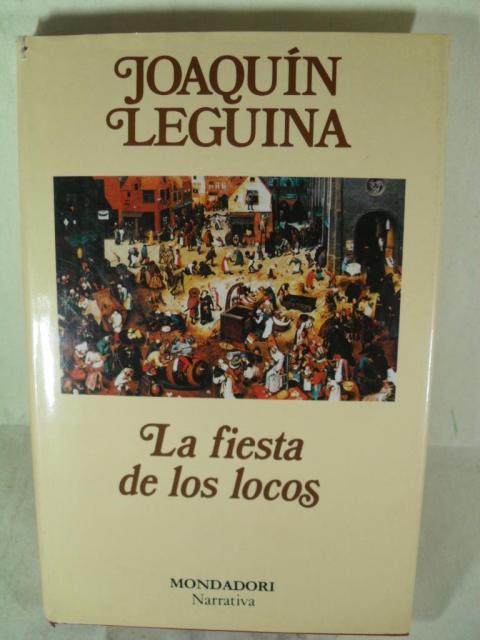 JOAQUÍN
LEGUINA
La fiesta
de los locos
MONDADORI
Narrativa